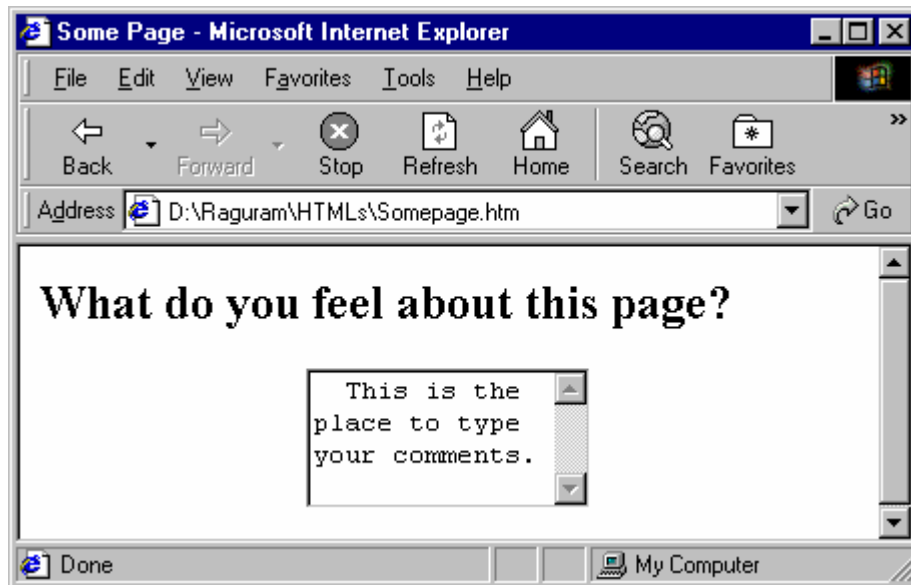 Some Page - Microsoft Internet Explorer
File Edit View Favorites Tools Help
Back Forward Stop Refresh Home Search Favorites »
Address D:\Raguram\HTMLs\Somepage.htm Go
What do you feel about this page?
This is the
place to type
your comments.
Done My Computer